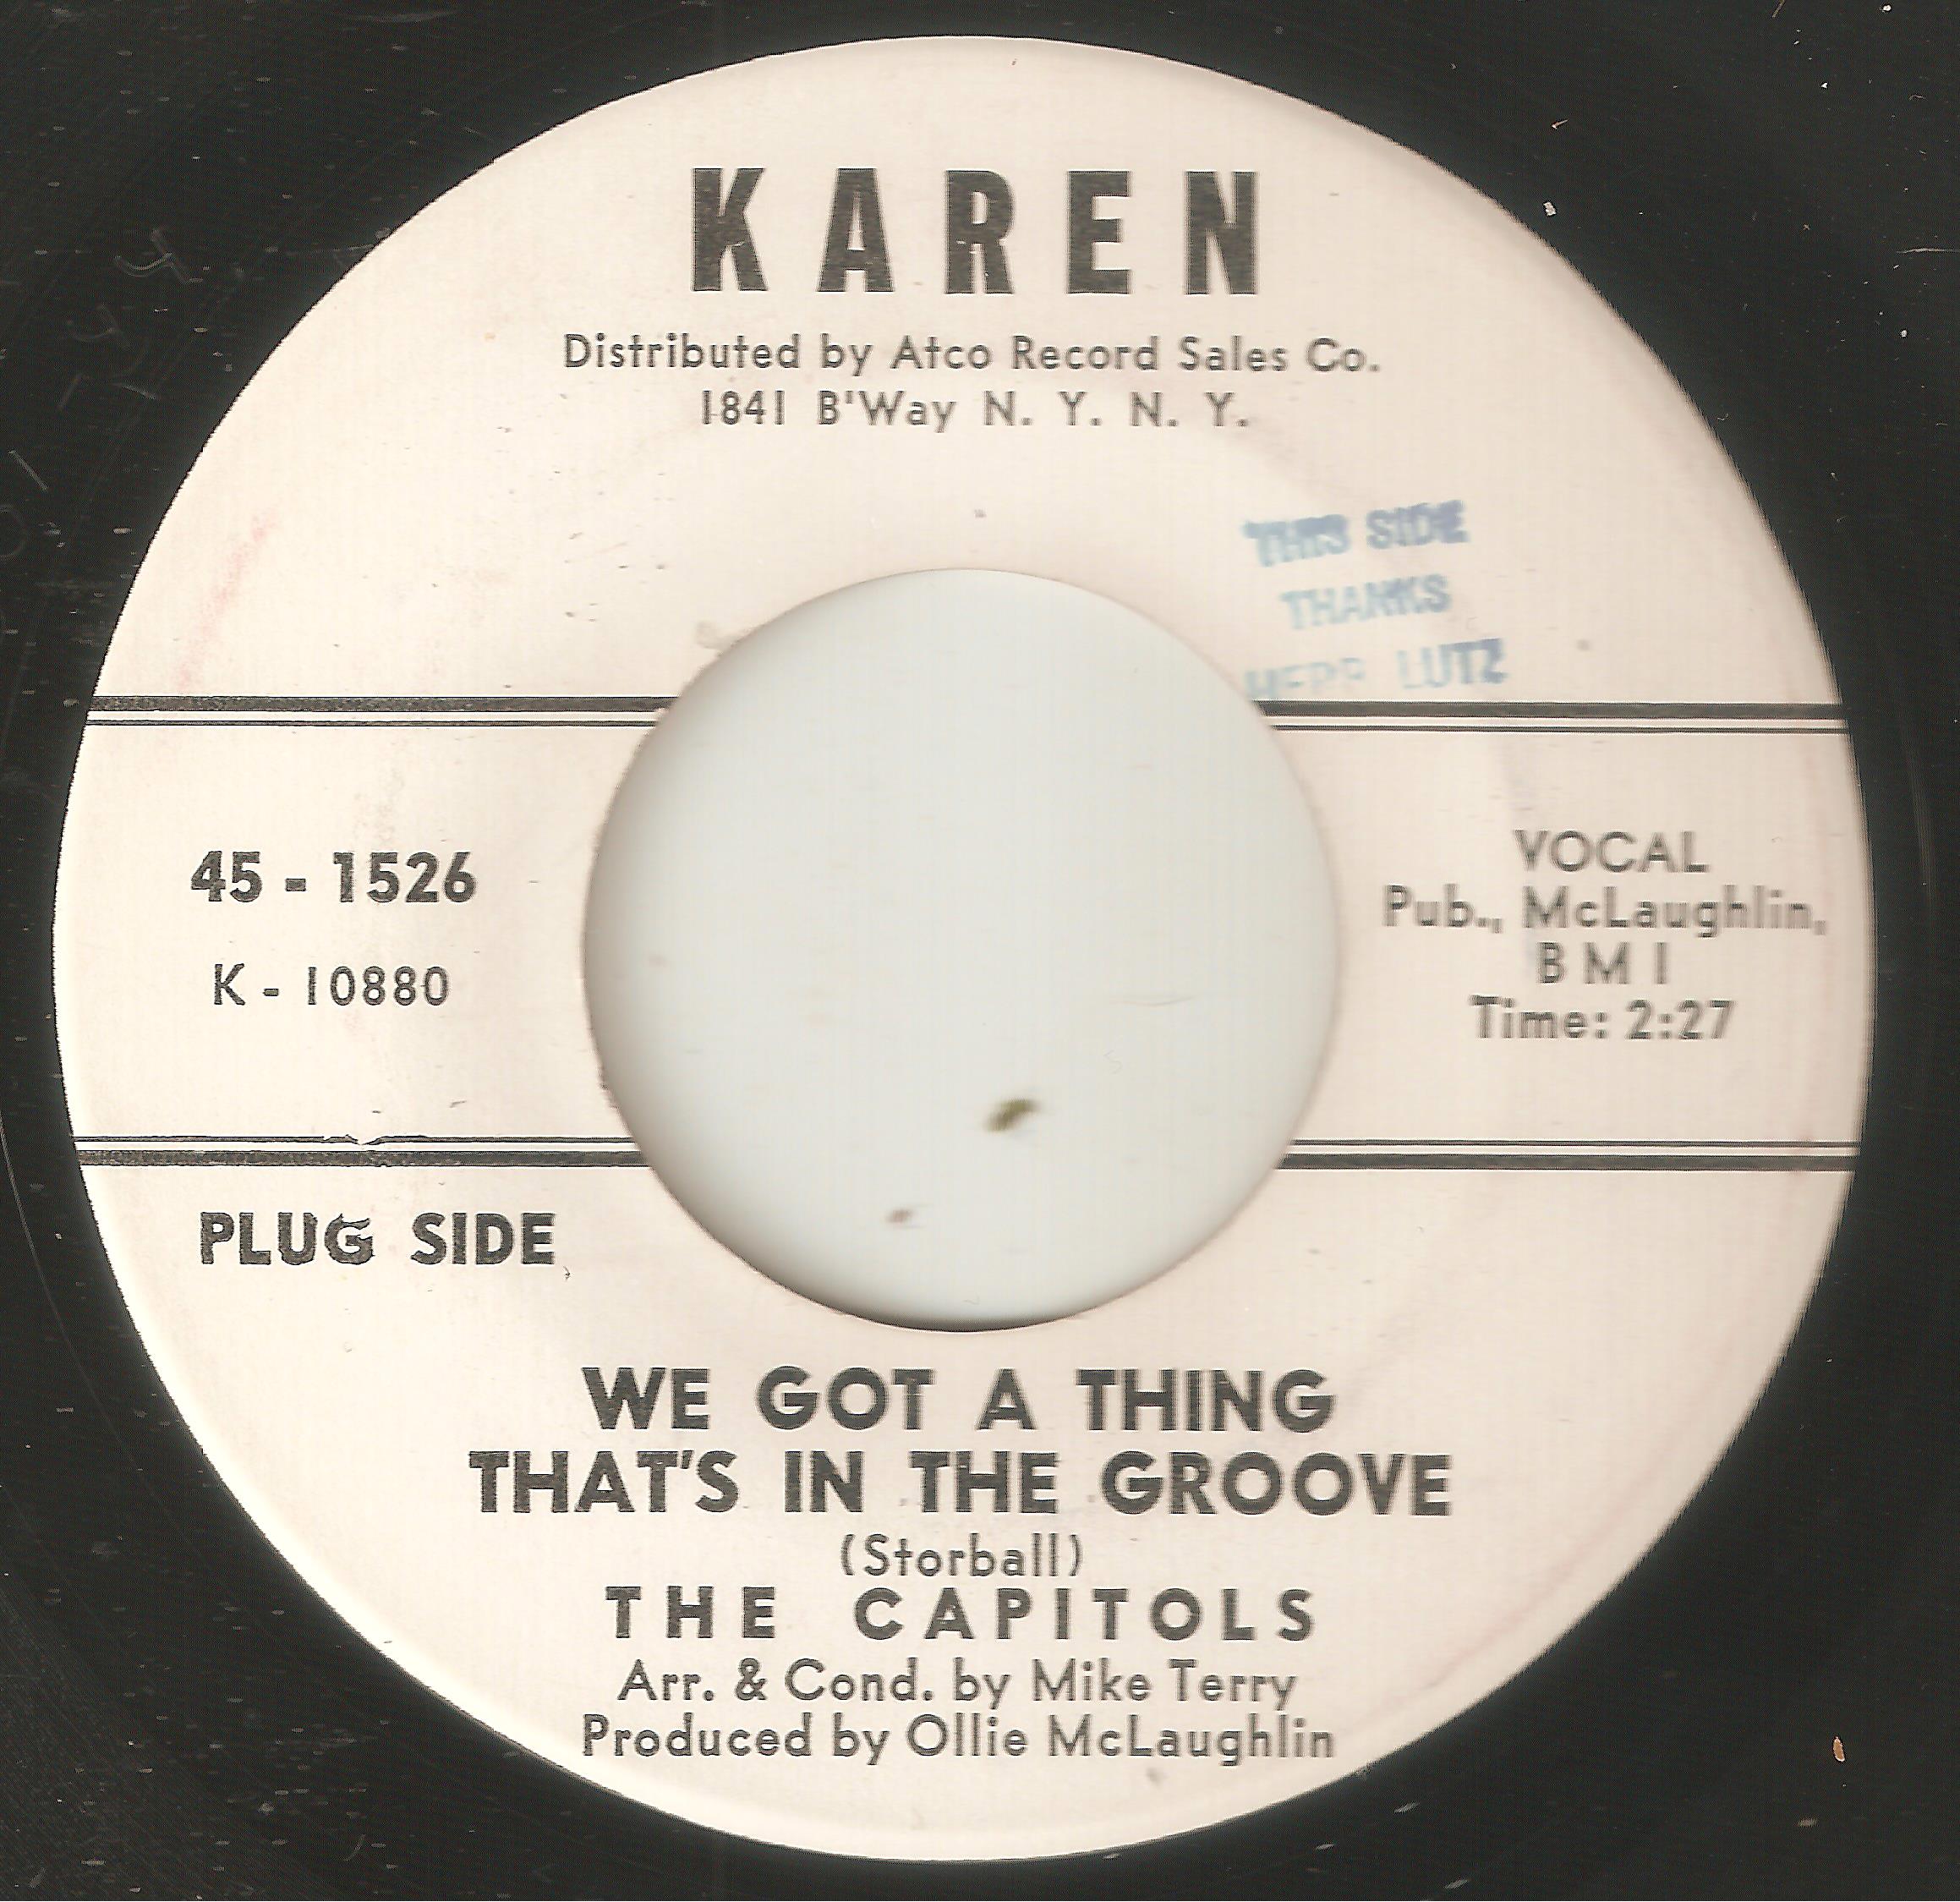 KAREN
Distributed by Atco Record Sales Co.
1841 B'Way N. Y. N. Y.
THIS SIDE
THANKS
LUTZ
45 - 1526
K - 10880
VOCAL
Pub., McLaughlin,
BMI
Time: 2:27
PLUG SIDE
WE GOT A THING
THAT'S IN THE GROOVE
(Storball)
THE CAPITOLS
Arr. & Cond. by Mike Terry
Produced by Ollie McLaughlin